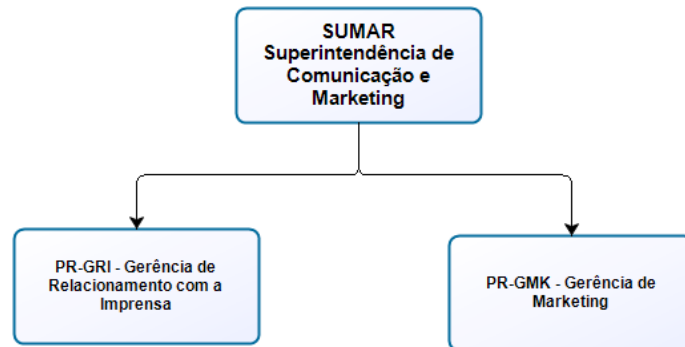 SUMAR
Superintendência de
Comunicação e
Marketing
PR-GRI - Gerência de
Relacionamento com a
Imprensa
PR-GMK - Gerência de
Marketing